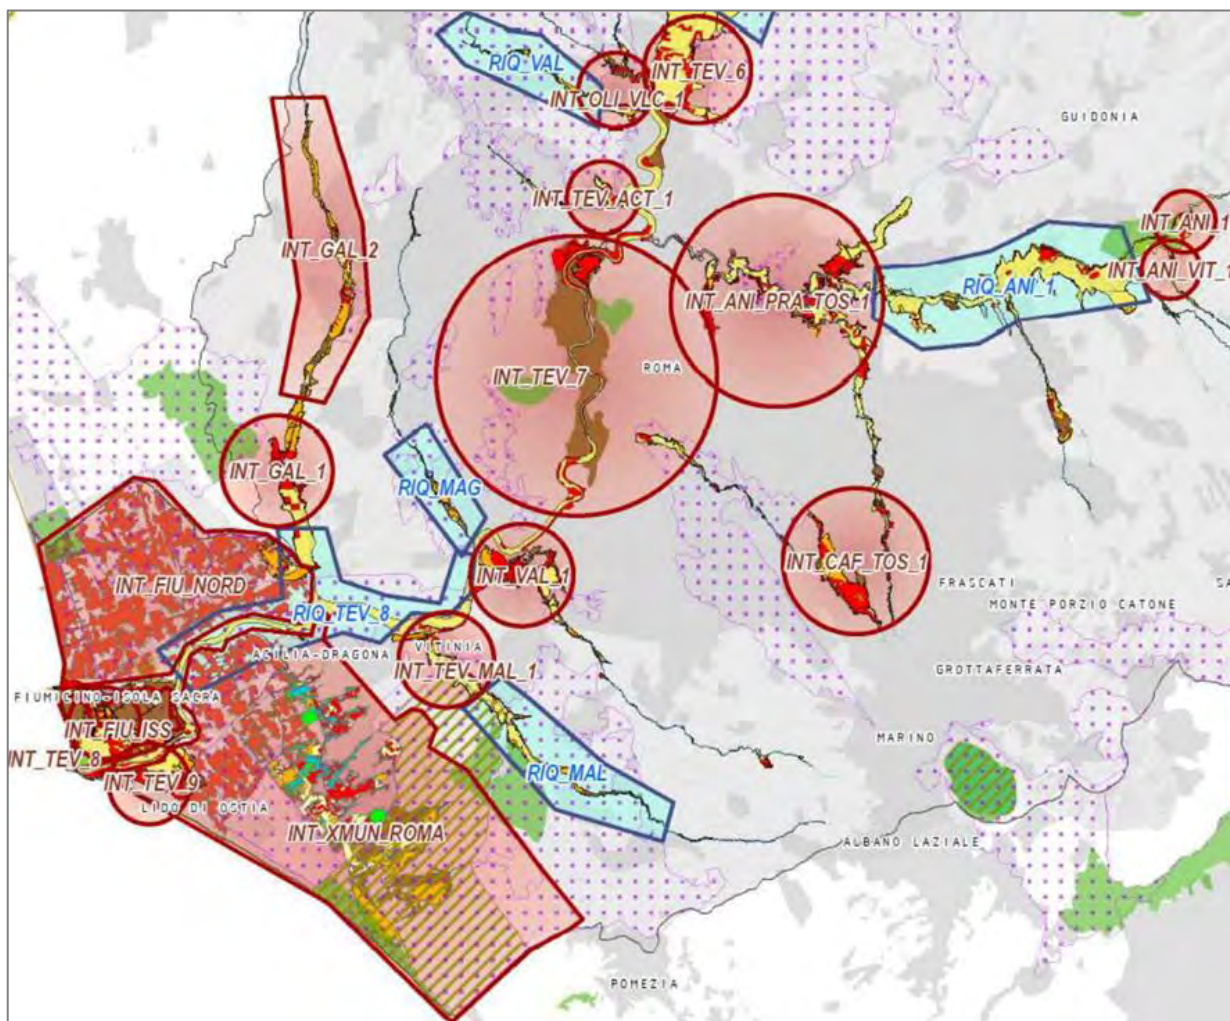 RIQ_VAL
INT_TEV_6
INT_OLI_VLC_1
GUIDONIA
INT_TEV_ACT_1
INT_ANI_1
INT_GAL_2
INT_ANI_VIT_1
RIQ_ANI_1
INT_ANI_PRA_TOS_1
ROMA
INT_TEV_7
INT_GAL_1
RIQ_MAG
INT_CAF_TOS_1
INT_VAL_1
INT_FIU_NORD
FRASCATI
SA
MONTE PORZIO CATONE
RIQ_TEV_8
VITINIA
ACILIA-DRAGONA
INT_TEV_MAL_1
GROTTAFERRATA
FIUMICINO-ISOLA SACRA
INT_FIU_ISS
MARINO
INT_TEV_8
RIQ_MAL
INT_TEV_9
LIDO DI OSTIA
INT_XMUN_ROMA
ALBANO LAZIALE
POMEZIA